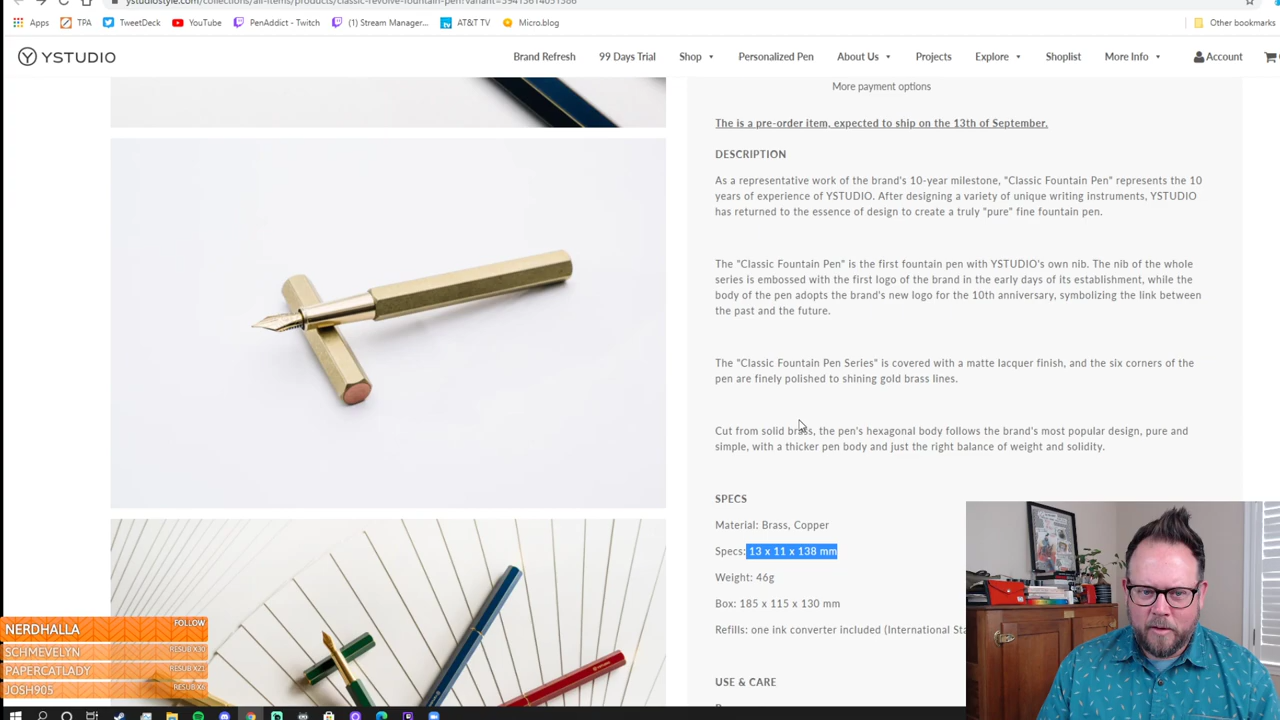 ystudiostyle.com/collections/all-items/products/classic-revolve-fountain-pen?variant=39413614051386
Apps TPA TweetDeck YouTube PenAddict - Twitch (1) Stream Manager... AT&T TV Micro.blog Other bookmarks
YSTUDIO Brand Refresh 99 Days Trial Shop Personalized Pen About Us Projects Explore Shoplist More Info Account
More payment options
The is a pre-order item, expected to ship on the 13th of September.
DESCRIPTION
As a representative work of the brand's 10-year milestone, "Classic Fountain Pen" represents the 10
years of experience of YSTUDIO. After designing a variety of unique writing instruments, YSTUDIO
has returned to the essence of design to create a truly "pure" fine fountain pen.
The "Classic Fountain Pen" is the first fountain pen with YSTUDIO's own nib. The nib of the whole
series is embossed with the first logo of the brand in the early days of its establishment, while the
body of the pen adopts the brand's new logo for the 10th anniversary, symbolizing the link between
the past and the future.
The "Classic Fountain Pen Series" is covered with a matte lacquer finish, and the six corners of the
pen are finely polished to shining gold brass lines.
Cut from solid brass, the pen's hexagonal body follows the brand's most popular design, pure and
simple, with a thicker pen body and just the right balance of weight and solidity.
SPECS
Material: Brass, Copper
Specs: 13 x 11 x 138 mm
Weight: 46g
Box: 185 x 115 x 130 mm
Refills: one ink converter included (International Sta
USE & CARE
NERDHALLA FOLLOW
SCHMEVELYN RESUB X30
PAPERCATLADY RESUB X21
JOSH905 RESUB X6